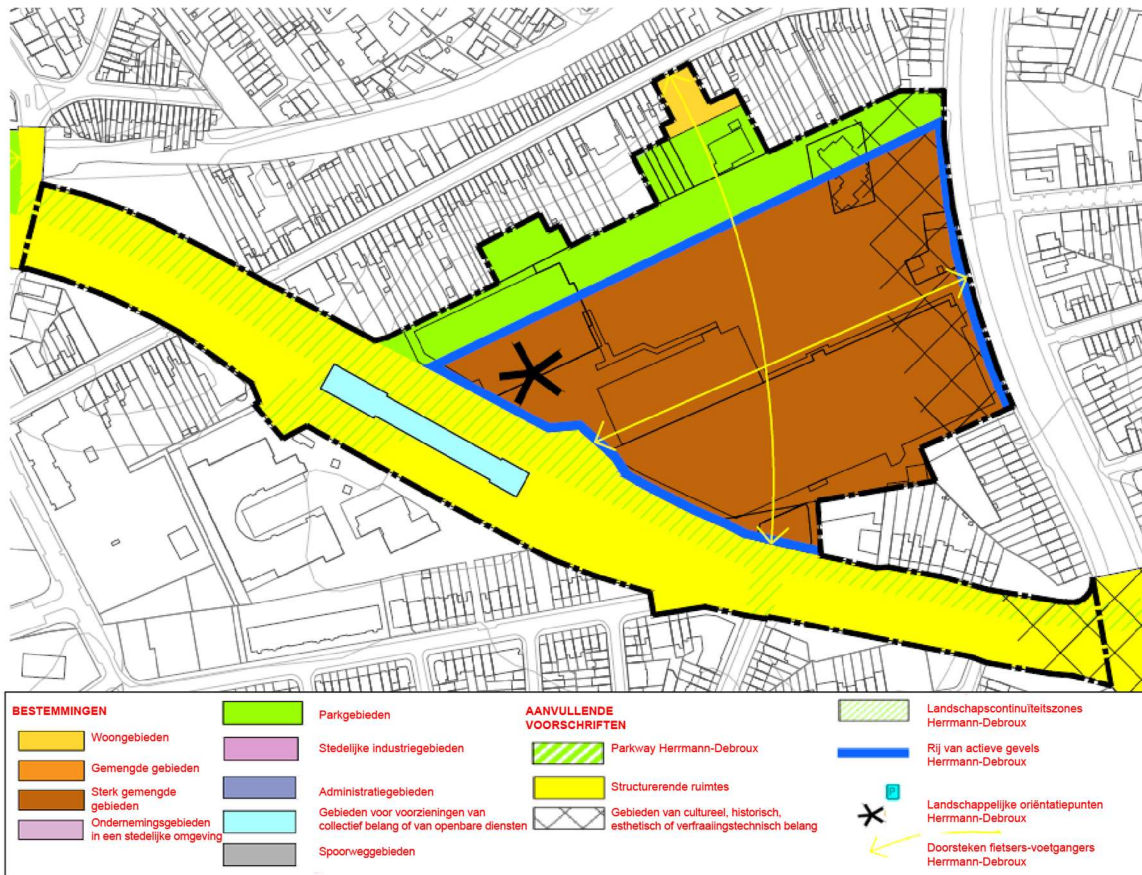 BESTEMMINGEN
Woongebieden
Gemengde gebieden
Sterk gemengde
gebieden
Ondernemingsgebieden
in een stedelijke omgeving
Parkgebieden
Stedelijke industriegebieden
Administratiegebieden
Gebieden voor voorzieningen van
collectief belang of van openbare diensten
Spoorweggebieden
AANVULLENDE
VOORSCHRIFTEN
Parkway Herrmann-Debroux
Structurerende ruimtes
Gebieden van cultureel, historisch,
esthetisch of verfraaiingstechnisch belang
Landschapscontinuïteitszones
Herrmann-Debroux
Rij van actieve gevels
Herrmann-Debroux
P
Landschappelijke oriëntatiepunten
Herrmann-Debroux
Doorsteken fietsers-voetgangers
Herrmann-Debroux